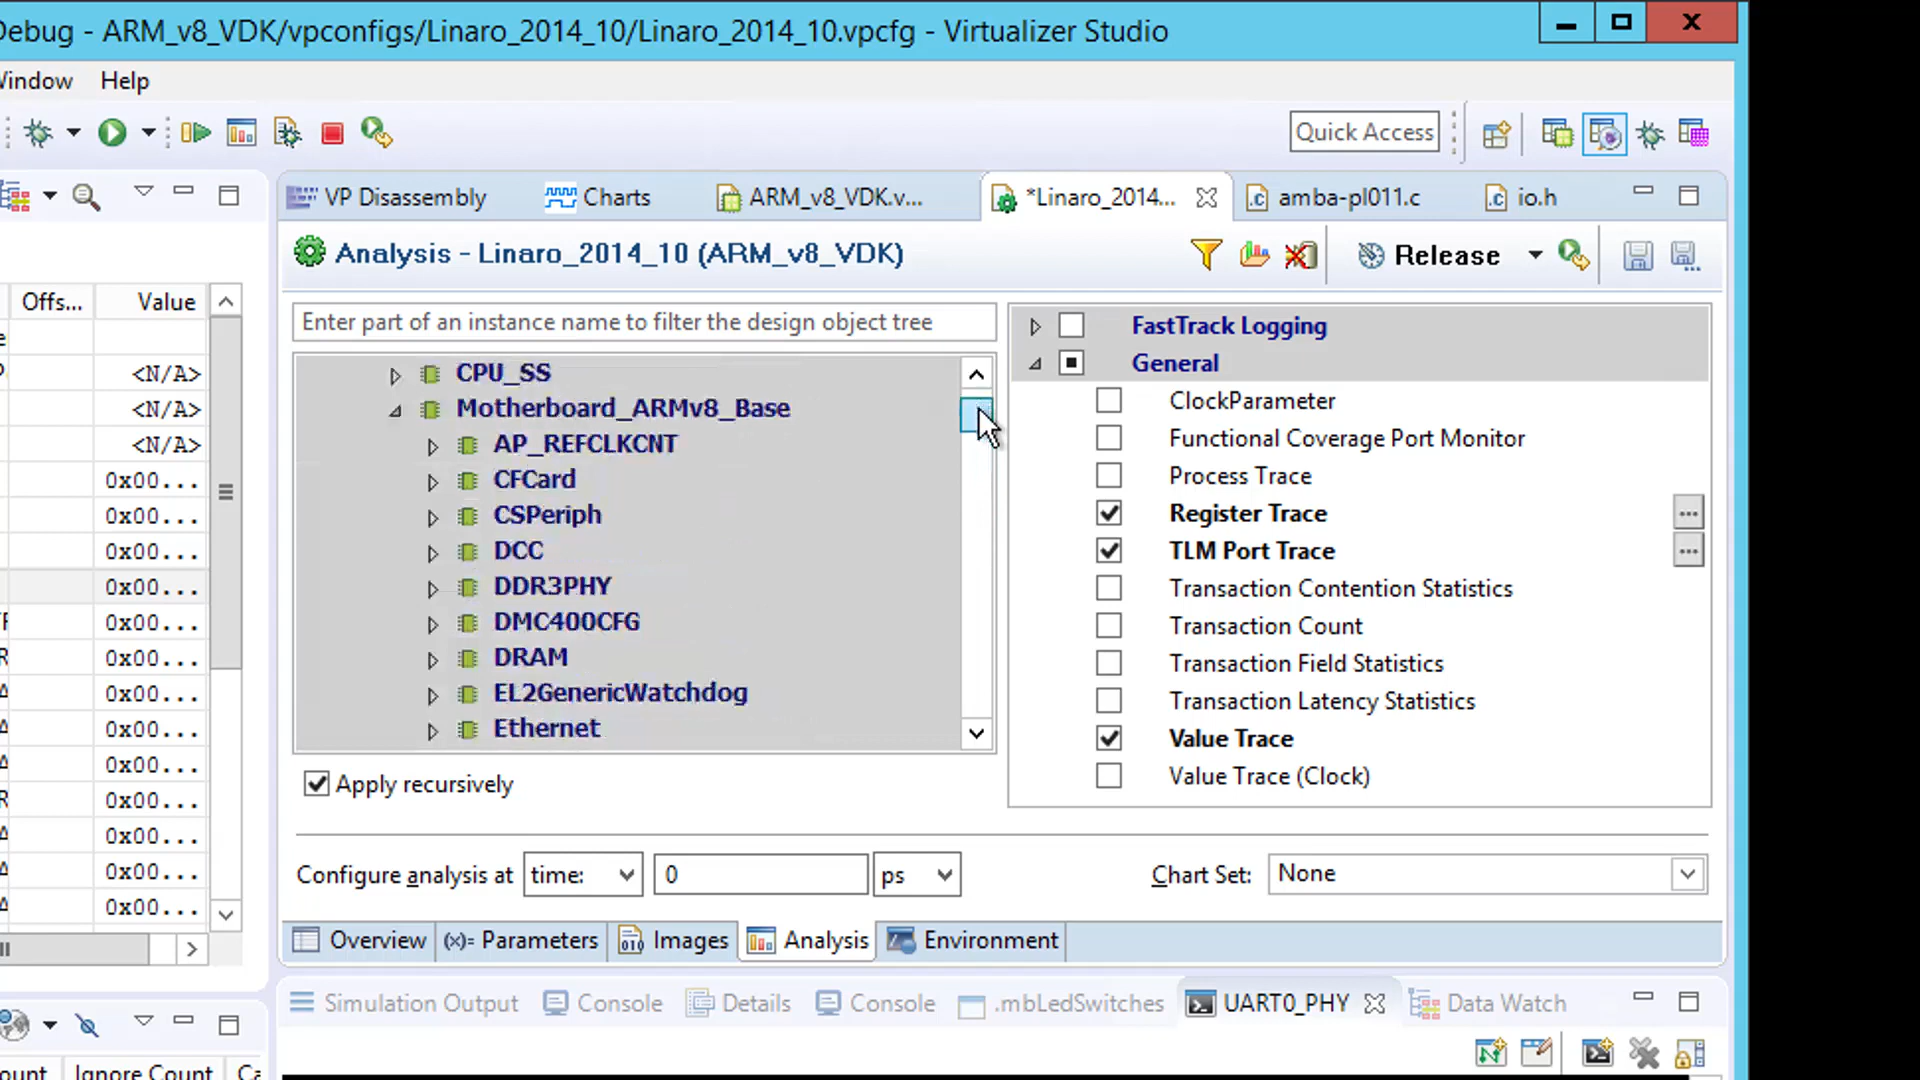 Debug - ARM_v8_VDK/vpconfigs/Linaro_2014_10/Linaro_2014_10.vpcfg - Virtualizer Studio
Window Help
Quick Access
VP Disassembly
Charts
ARM_v8_VDK.v...
*Linaro_2014...
amba-pl011.c
io.h
Analysis - Linaro_2014_10 (ARM_v8_VDK)
Release
Offs... Value
<N/A>
<N/A>
<N/A>
0x00...
0x00...
0x00...
0x00...
0x00...
0x00...
0x00...
0x00...
0x00...
0x00...
0x00...
0x00...
0x00...
Enter part of an instance name to filter the design object tree
CPU_SS
Motherboard_ARMv8_Base
AP_REFCLKCNT
CFCard
CSPeriph
DCC
DDR3PHY
DMC400CFG
DRAM
EL2GenericWatchdog
Ethernet
Apply recursively
FastTrack Logging
General
ClockParameter
Functional Coverage Port Monitor
Process Trace
Register Trace
...
TLM Port Trace
...
Transaction Contention Statistics
Transaction Count
Transaction Field Statistics
Transaction Latency Statistics
Value Trace
Value Trace (Clock)
Configure analysis at time: 0 ps
Chart Set: None
Overview
(x)= Parameters
Images
Analysis
Environment
Simulation Output
Console
Details
Console
.mbLedSwitches
UART0_PHY
Data Watch
Ignore Count